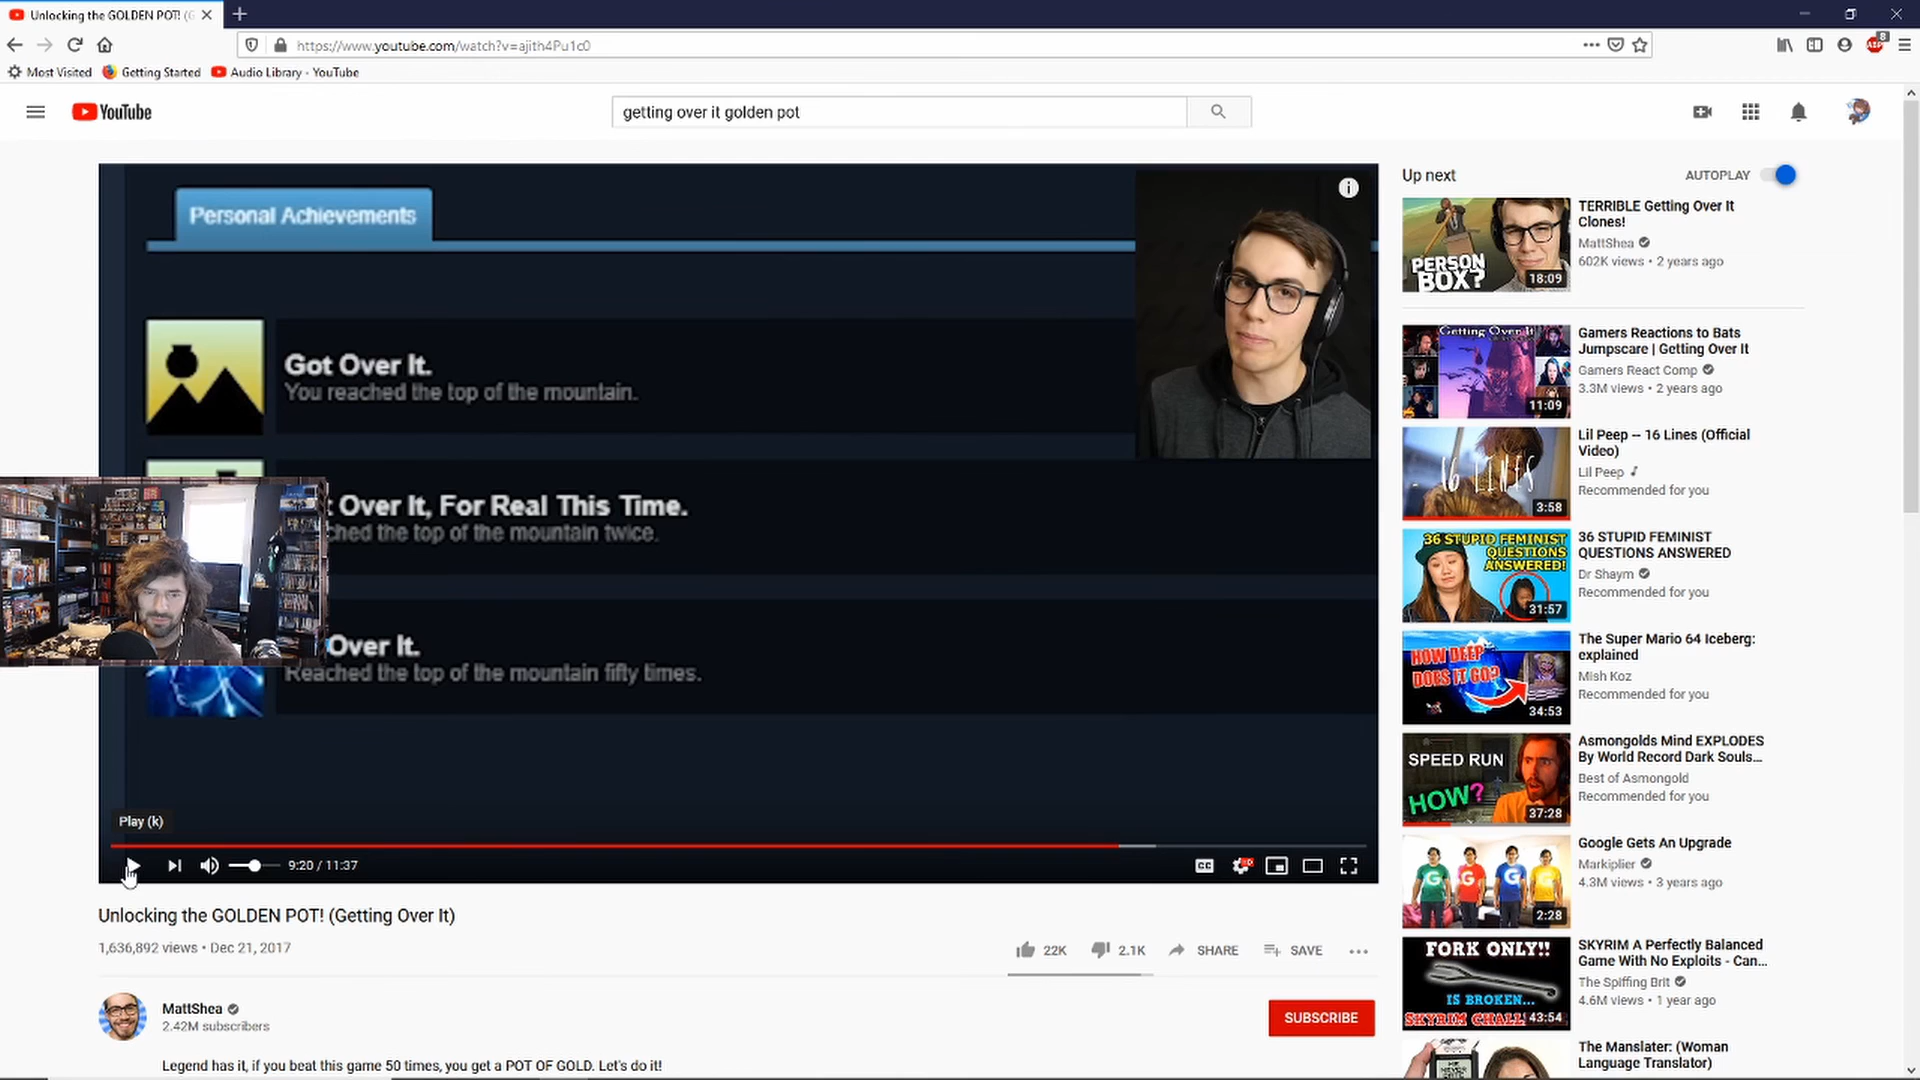 Unlocking the GOLDEN POT! (G
https://www.youtube.com/watch?v=ajith4Pu1c0
8
ABP
Most Visited
Getting Started
Audio Library - YouTube
YouTube
getting over it golden pot
Personal Achievements
Got Over It.
You reached the top of the mountain.
Over It, For Real This Time.
ched the top of the mountain twice.
Over It.
Reached the top of the mountain fifty times.
Play (k)
9:20 / 11:37
CC
HD
Unlocking the GOLDEN POT! (Getting Over It)
1,636,892 views • Dec 21, 2017
22K
2.1K
SHARE
SAVE
MattShea
2.42M subscribers
SUBSCRIBE
Legend has it, if you beat this game 50 times, you get a POT OF GOLD. Let's do it!
Up next
AUTOPLAY
PERSON
BOX?
18:09
TERRIBLE Getting Over It
Clones!
MattShea
602K views • 2 years ago
Getting Over It
11:09
Gamers Reactions to Bats
Jumpscare | Getting Over It
Gamers React Comp
3.3M views • 2 years ago
16 LINES
3:58
Lil Peep -- 16 Lines (Official
Video)
Lil Peep
Recommended for you
36 STUPID FEMINIST
QUESTIONS
ANSWERED!
31:57
36 STUPID FEMINIST
QUESTIONS ANSWERED
Dr Shaym
Recommended for you
HOW DEEP
DOES IT GO?
34:53
The Super Mario 64 Iceberg:
explained
Mish Koz
Recommended for you
SPEED RUN
HOW?
37:28
Asmongolds Mind EXPLODES
By World Record Dark Souls...
Best of Asmongold
Recommended for you
G G G G
2:28
Google Gets An Upgrade
Markiplier
4.3M views • 3 years ago
FORK ONLY!!
IS BROKEN...
SKYRIM CHALL
43:54
SKYRIM A Perfectly Balanced
Game With No Exploits - Can...
The Spiffing Brit
4.6M views • 1 year ago
The Manslater: (Woman
Language Translator)